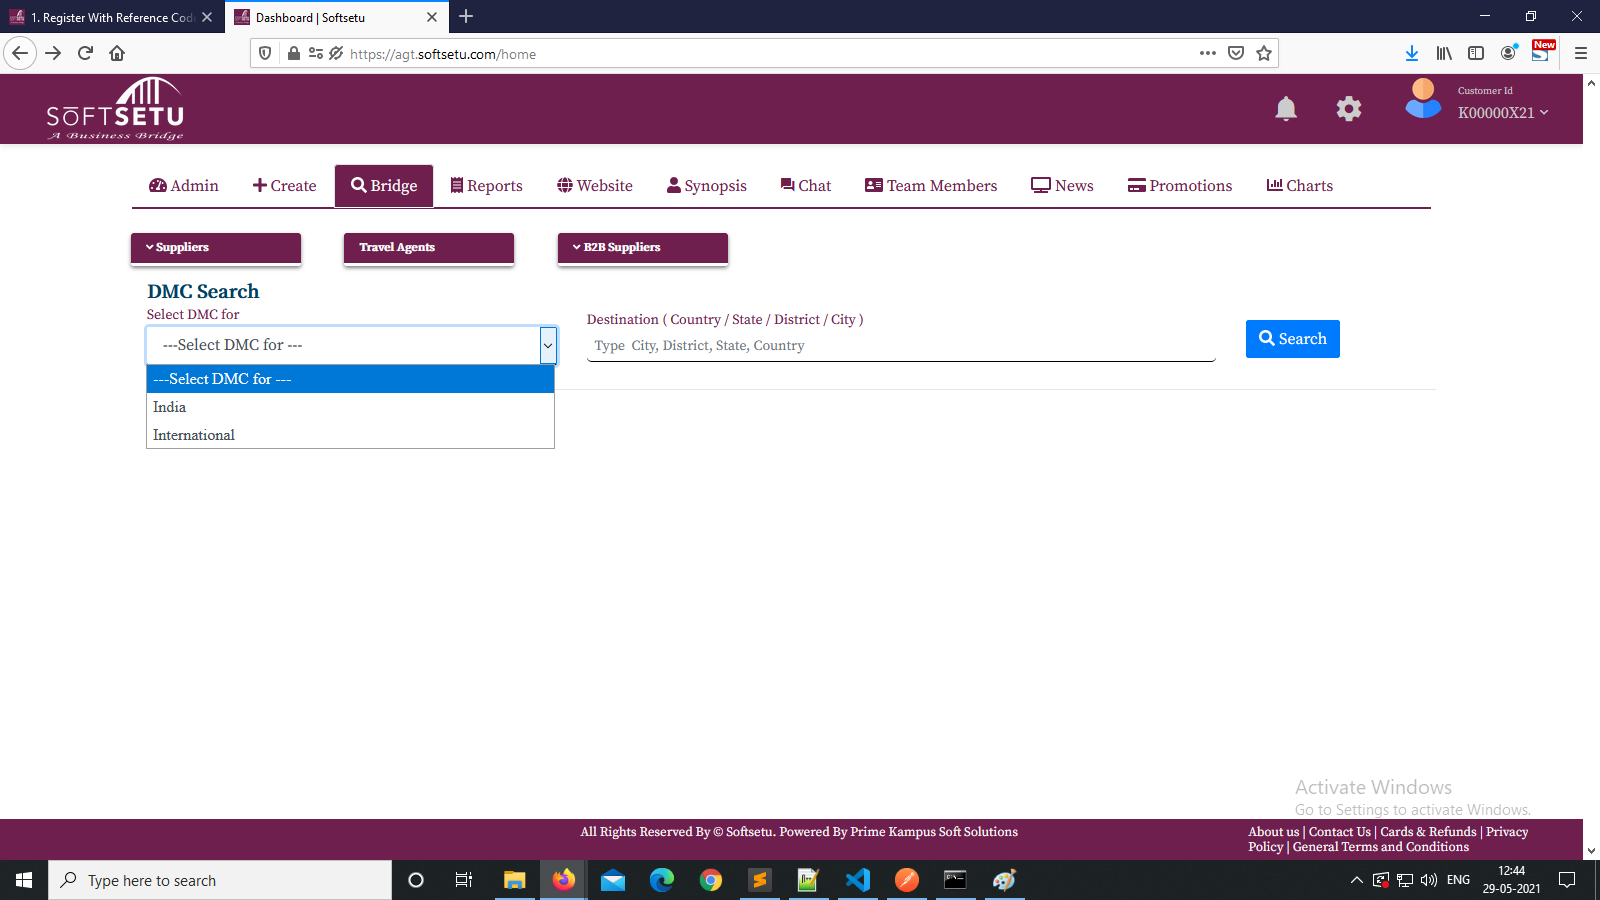 1. Register With Reference Cod
Dashboard | Softsetu
https://agt.softsetu.com/home
New
SOFTSETU
A Business Bridge
Customer Id
K00000X21
Admin
Create
Bridge
Reports
Website
Synopsis
Chat
Team Members
News
Promotions
Charts
Suppliers
Travel Agents
B2B Suppliers
DMC Search
Select DMC for
---Select DMC for ---
---Select DMC for ---
India
International
Destination ( Country / State / District / City )
Type City, District, State, Country
Search
Activate Windows
Go to Settings to activate Windows.
All Rights Reserved By © Softsetu. Powered By Prime Kampus Soft Solutions
About us | Contact Us | Cards & Refunds | Privacy
Policy | General Terms and Conditions
Type here to search
ENG
12:44
29-05-2021